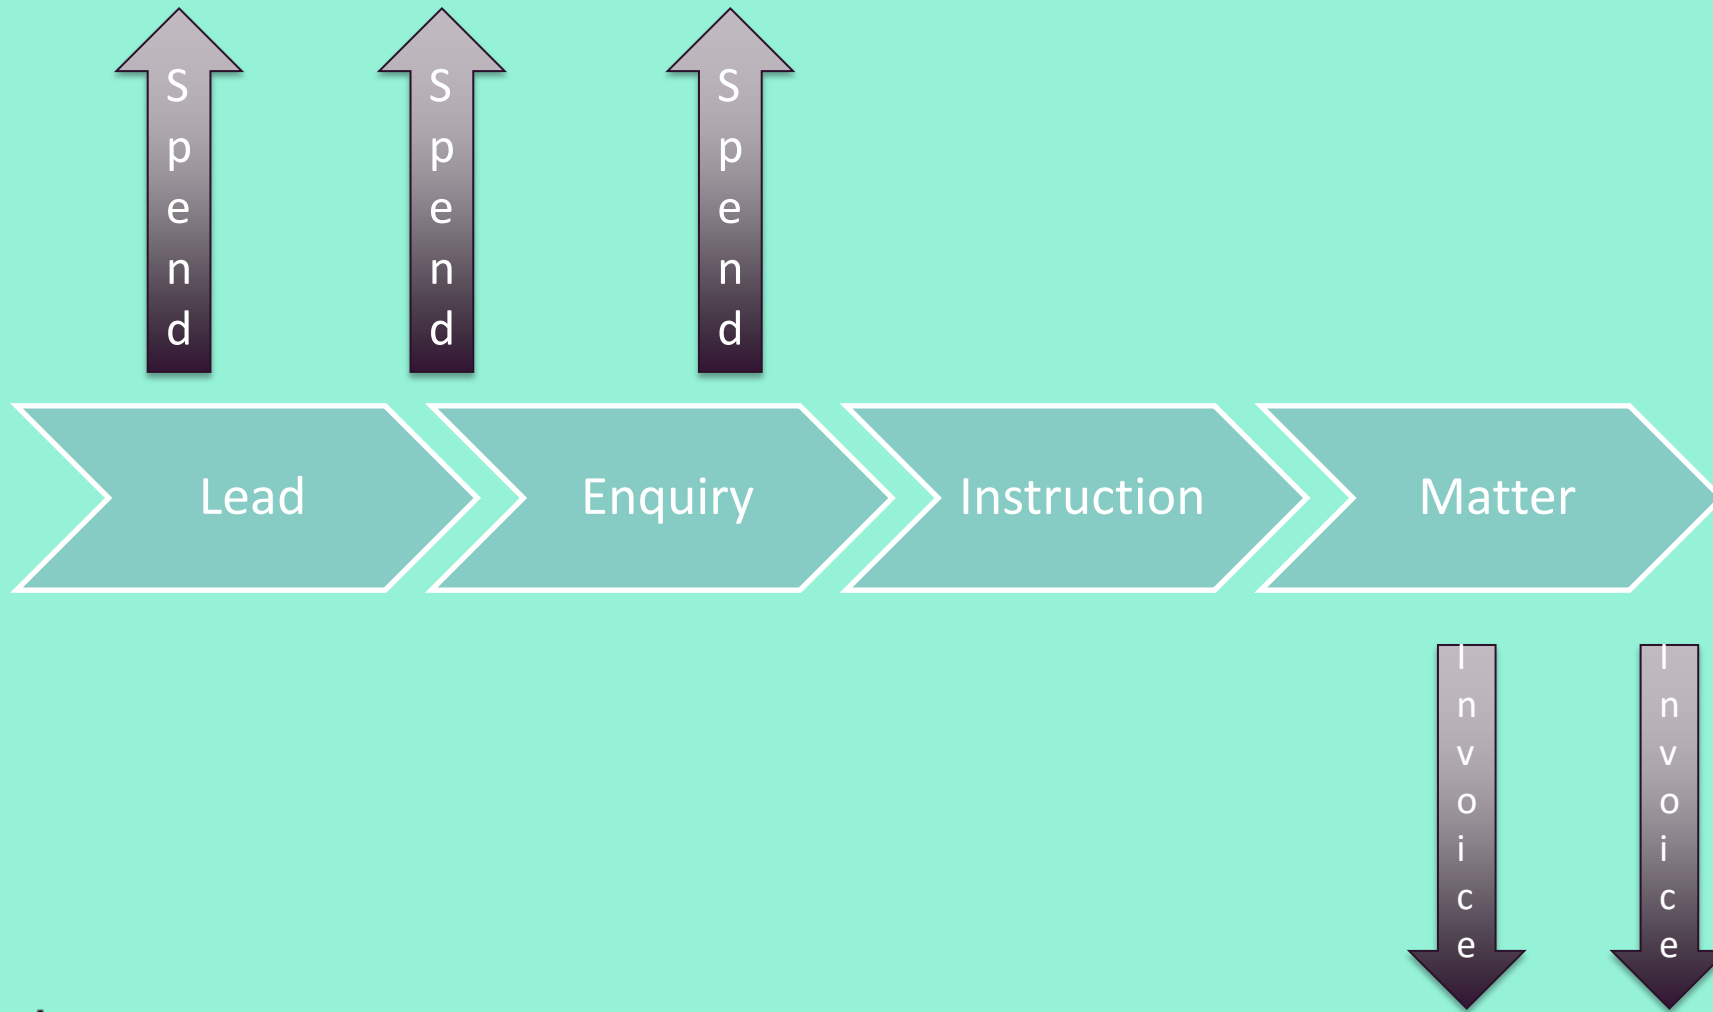 Spend
Spend
Spend
Lead
Enquiry
Instruction
Matter
Invoice
Invoice